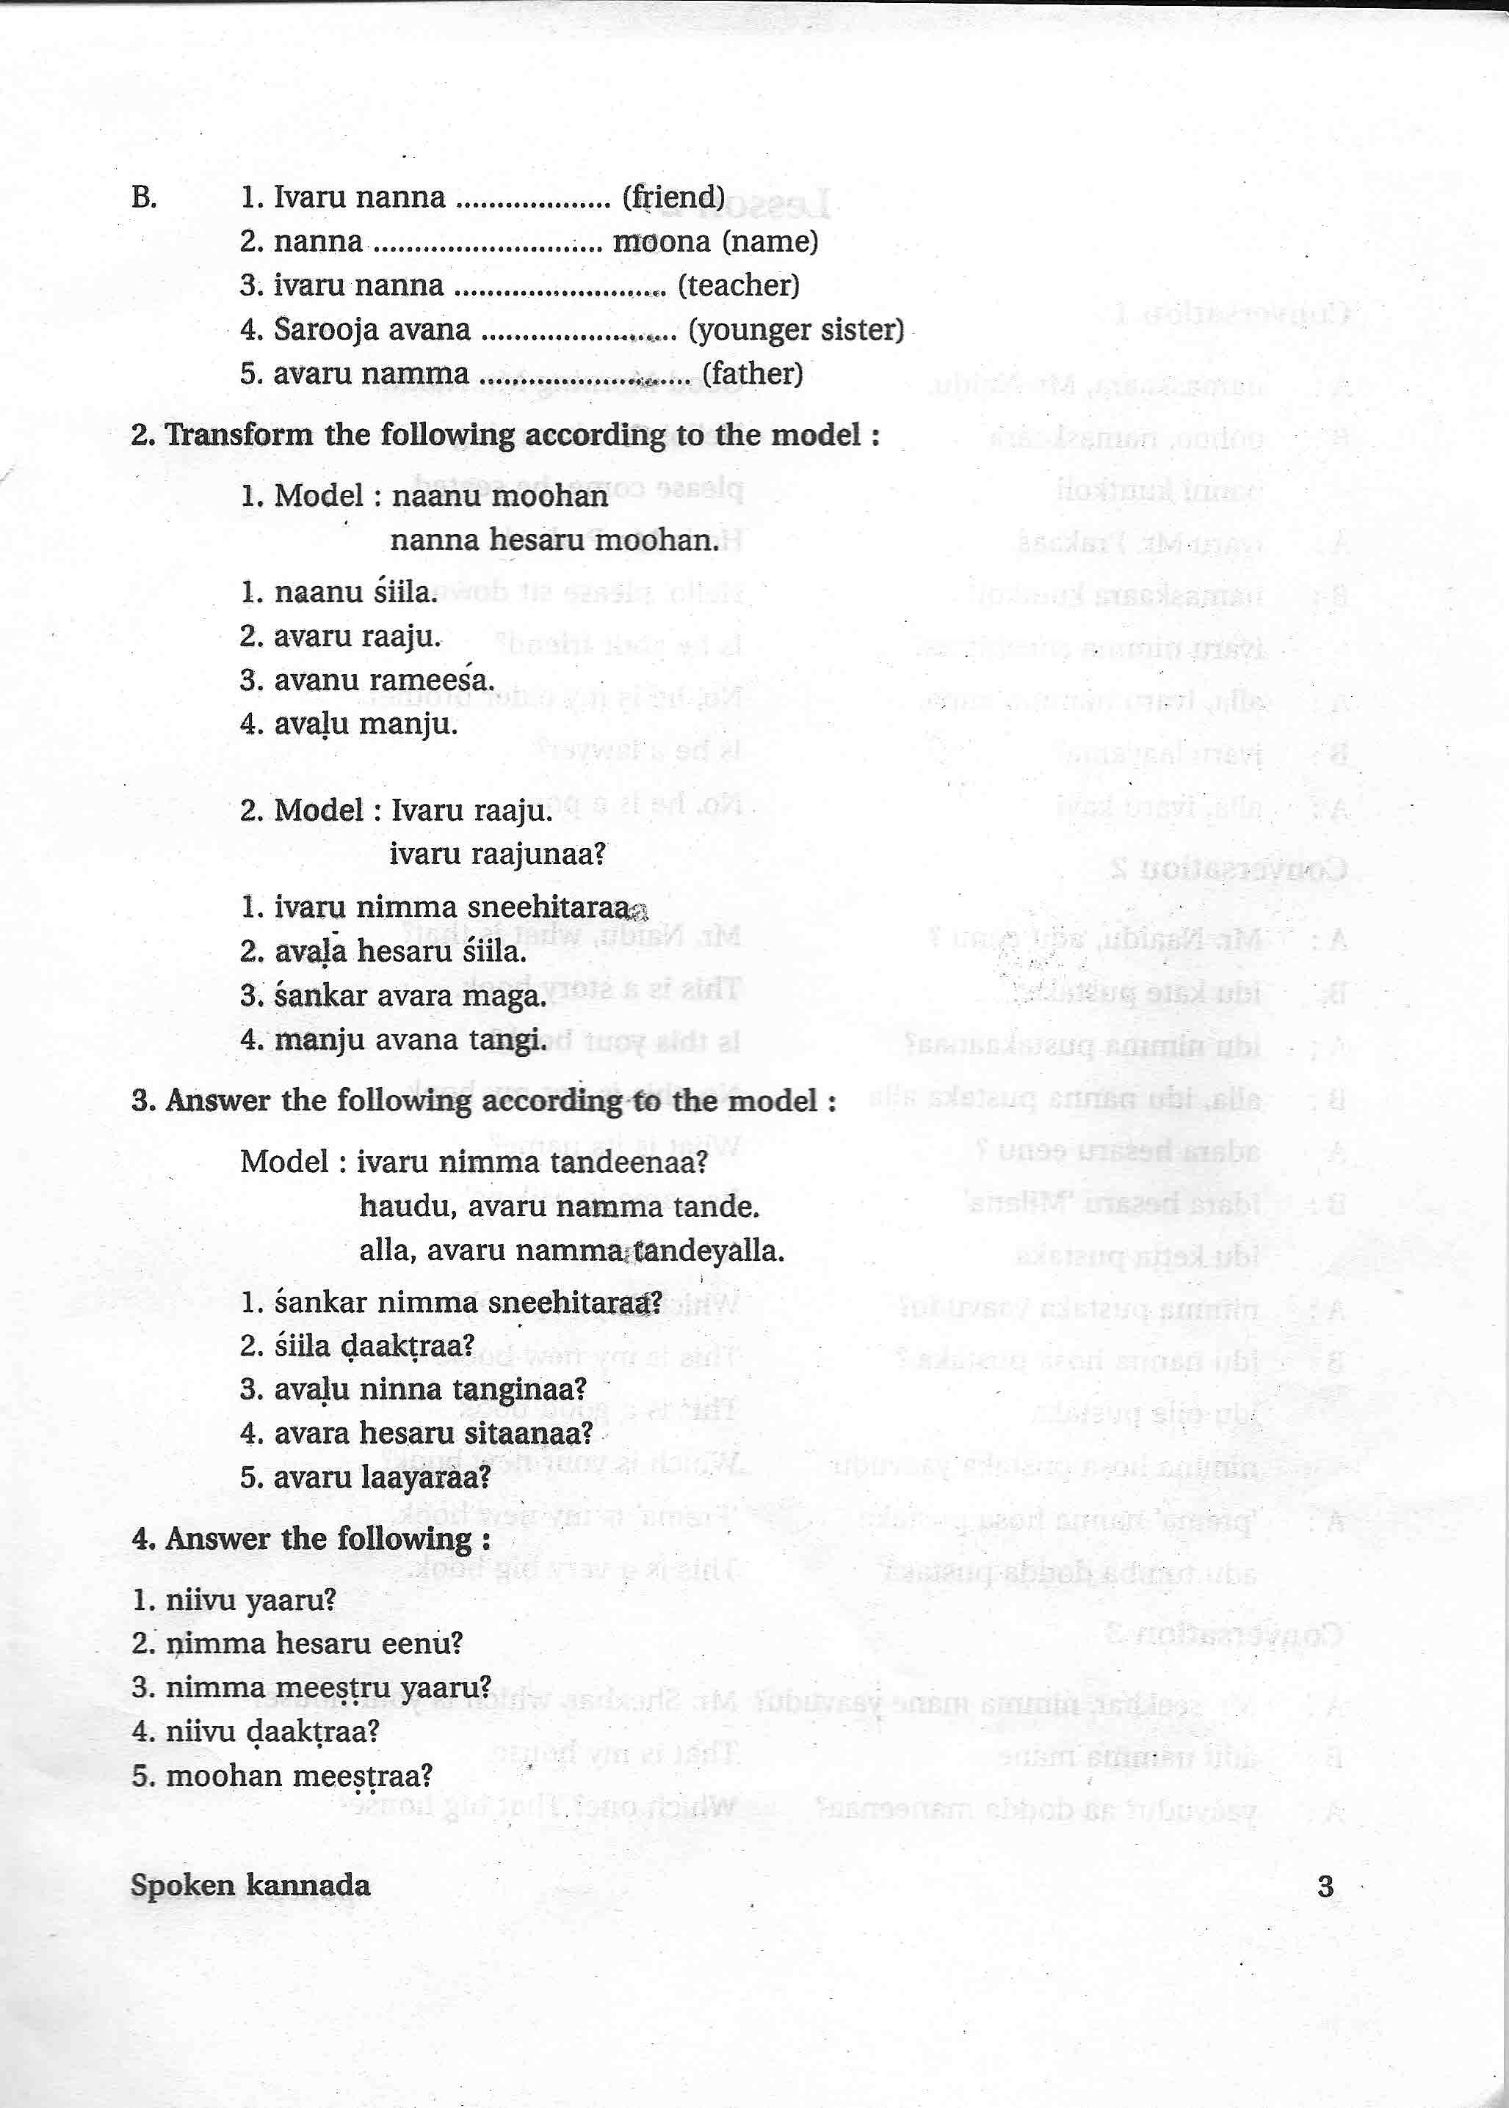 B. 1. Ivaru nanna ................... (friend)
2. nanna ............................ moona (name)
3. ivaru nanna .......................... (teacher)
4. Sarooja avana ........................ (younger sister)
5. avaru namma .......................... (father)
2. Transform the following according to the model :
1. Model : naanu moohan
nanna hesaru moohan.
1. naanu śiila.
2. avaru raaju.
3. avanu rameeśa.
4. avaḷu manju.
2. Model : Ivaru raaju.
ivaru raajunaa?
1. ivaru nimma sneehitaraa
2. avaḷa hesaru śiila.
3. śankar avara maga.
4. manju avana tangi.
3. Answer the following according to the model :
Model : ivaru nimma tandeenaa?
haudu, avaru namma tande.
alla, avaru namma tandeyalla.
1. śankar nimma sneehitaraa?
2. śiila ḍaakṭraa?
3. avaḷu ninna tanginaa?
4. avara hesaru sitaanaa?
5. avaru laayaraa?
4. Answer the following :
1. niivu yaaru?
2. nimma hesaru eenu?
3. nimma meeṣṭru yaaru?
4. niivu ḍaakṭraa?
5. moohan meeṣṭraa?
Spoken kannada 3